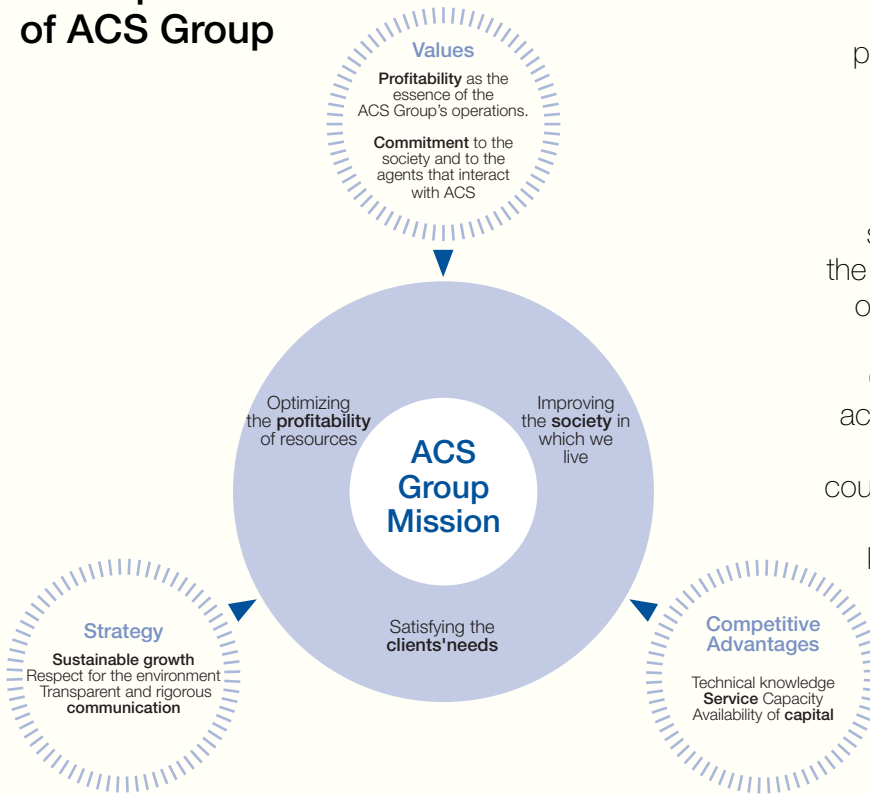 of ACS Group
Values
Profitability as the
essence of the
ACS Group's operations.
Commitment to the
society and to the
agents that interact
with ACS
Optimizing
the profitability
of resources
Improving
the society in
which we
live
ACS
Group
Mission
Satisfying the
clients'needs
Strategy
Sustainable growth
Respect for the environment
Transparent and rigorous
communication
Competitive
Advantages
Technical knowledge
Service Capacity
Availability of capital
the